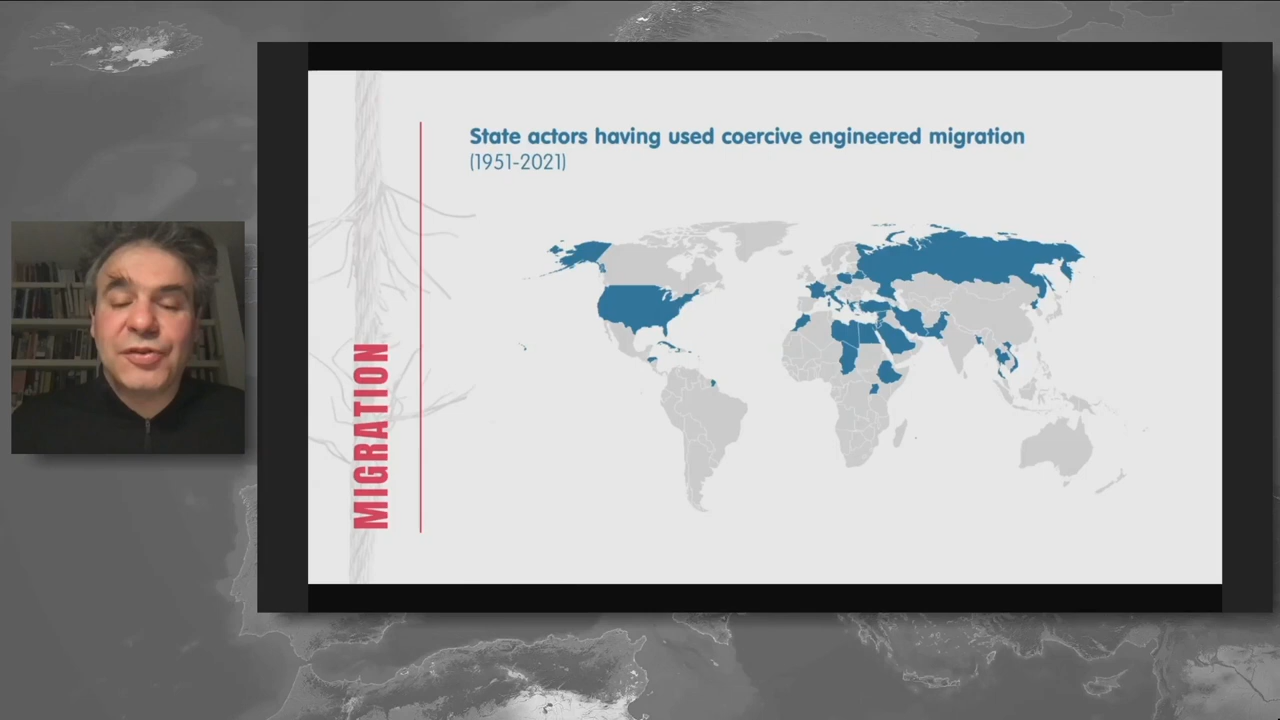 State actors having used coercive engineered migration
(1951-2021)
MIGRATION